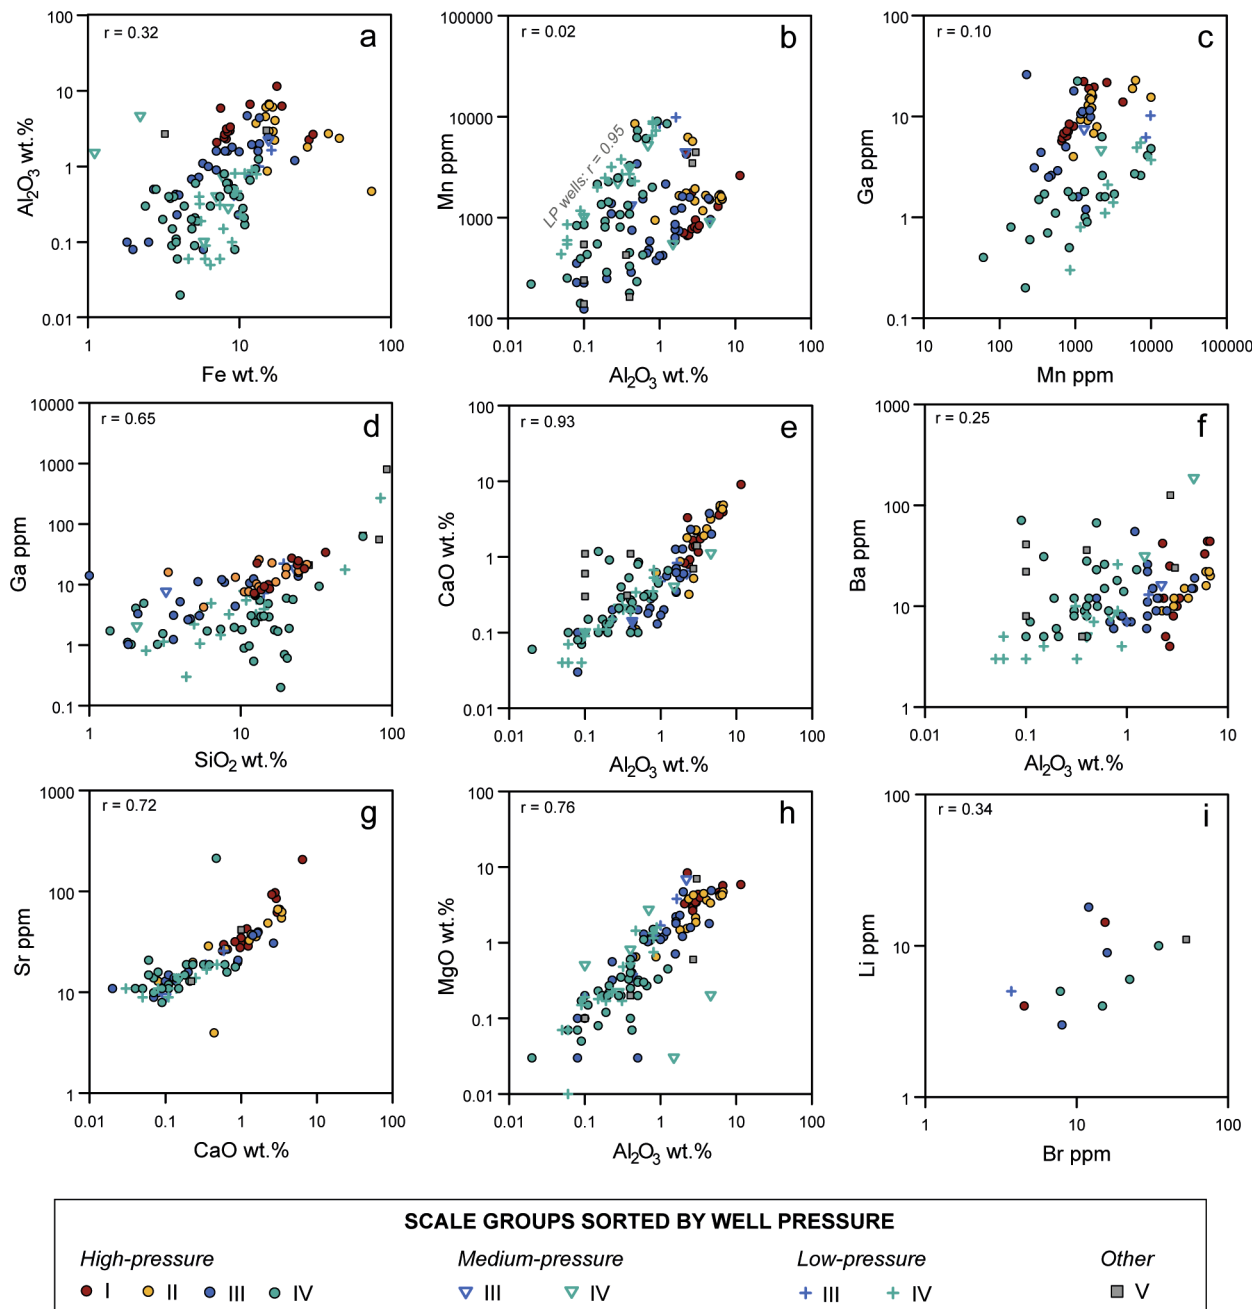 r = 0.32
a
100
10
1
0.1
0.01
Al2O3 wt.%
1
10
100
Fe wt.%
r = 0.02
b
LP wells: r = 0.95
100000
10000
1000
100
Mn ppm
0.01
0.1
1
10
100
Al2O3 wt.%
r = 0.10
c
100
10
1
0.1
Ga ppm
10
100
1000
10000
100000
Mn ppm
r = 0.65
d
10000
1000
100
10
1
0.1
Ga ppm
1
10
100
SiO2 wt.%
r = 0.93
e
100
10
1
0.1
0.01
CaO wt.%
0.01
0.1
1
10
100
Al2O3 wt.%
r = 0.25
f
1000
100
10
1
Ba ppm
0.01
0.1
1
10
Al2O3 wt.%
r = 0.72
g
1000
100
10
1
Sr ppm
0.01
0.1
1
10
100
CaO wt.%
r = 0.76
h
100
10
1
0.1
0.01
MgO wt.%
0.01
0.1
1
10
100
Al2O3 wt.%
r = 0.34
i
100
10
1
Li ppm
1
10
100
Br ppm
SCALE GROUPS SORTED BY WELL PRESSURE
High-pressure Medium-pressure Low-pressure Other
I II III IV III IV III IV V